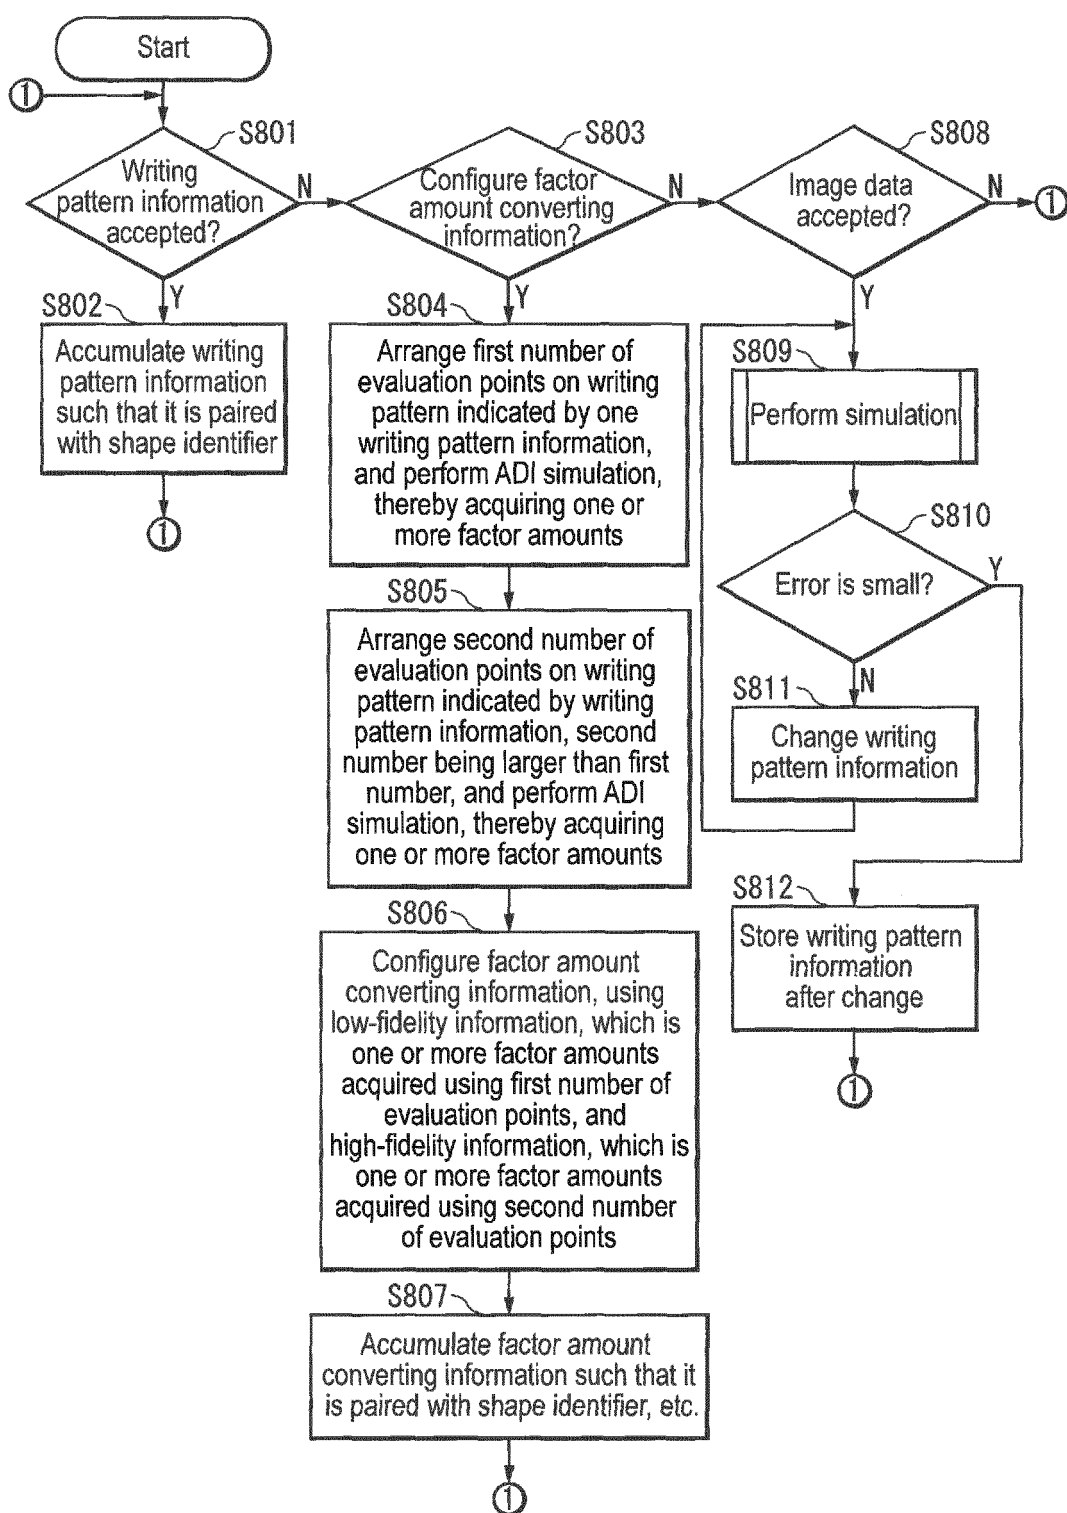 Start
①
S801
Writing
pattern information
accepted?
N
Y
S802
Accumulate writing
pattern information
such that it is paired
with shape identifier
①
S803
Configure factor
amount converting
information?
N
Y
S804
Arrange first number of
evaluation points on writing
pattern indicated by one
writing pattern information,
and perform ADI simulation,
thereby acquiring one or
more factor amounts
S805
Arrange second number of
evaluation points on writing
pattern indicated by writing
pattern information, second
number being larger than first
number, and perform ADI
simulation, thereby acquiring
one or more factor amounts
S806
Configure factor amount
converting information, using
low-fidelity information, which is
one or more factor amounts
acquired using first number of
evaluation points, and
high-fidelity information, which is
one or more factor amounts
acquired using second number
of evaluation points
S807
Accumulate factor amount
converting information such that it
is paired with shape identifier, etc.
①
S808
Image data
accepted?
N
①
Y
S809
Perform simulation
S810
Error is small?
Y
N
S811
Change writing
pattern information
S812
Store writing pattern
information
after change
①